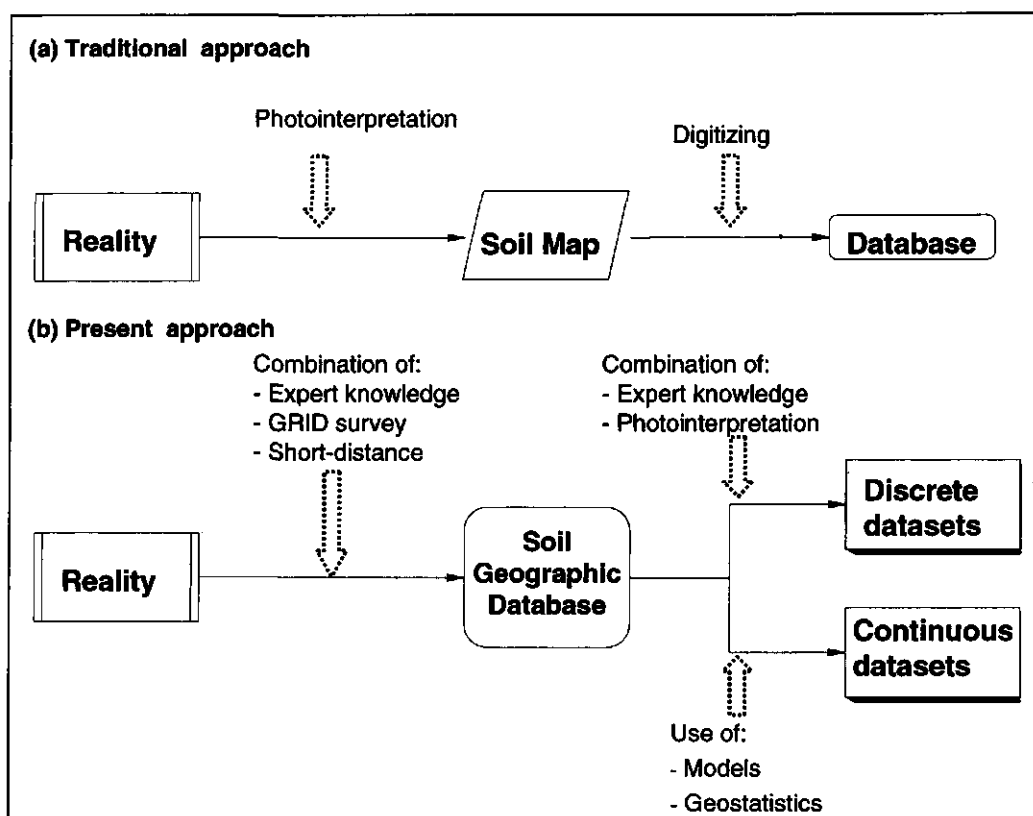 (a) Traditional approach
Photointerpretation
Digitizing
Reality
Soil Map
Database
(b) Present approach
Combination of:
- Expert knowledge
- GRID survey
- Short-distance
Combination of:
- Expert knowledge
- Photointerpretation
Reality
Soil
Geographic
Database
Discrete
datasets
Continuous
datasets
Use of:
- Models
- Geostatistics